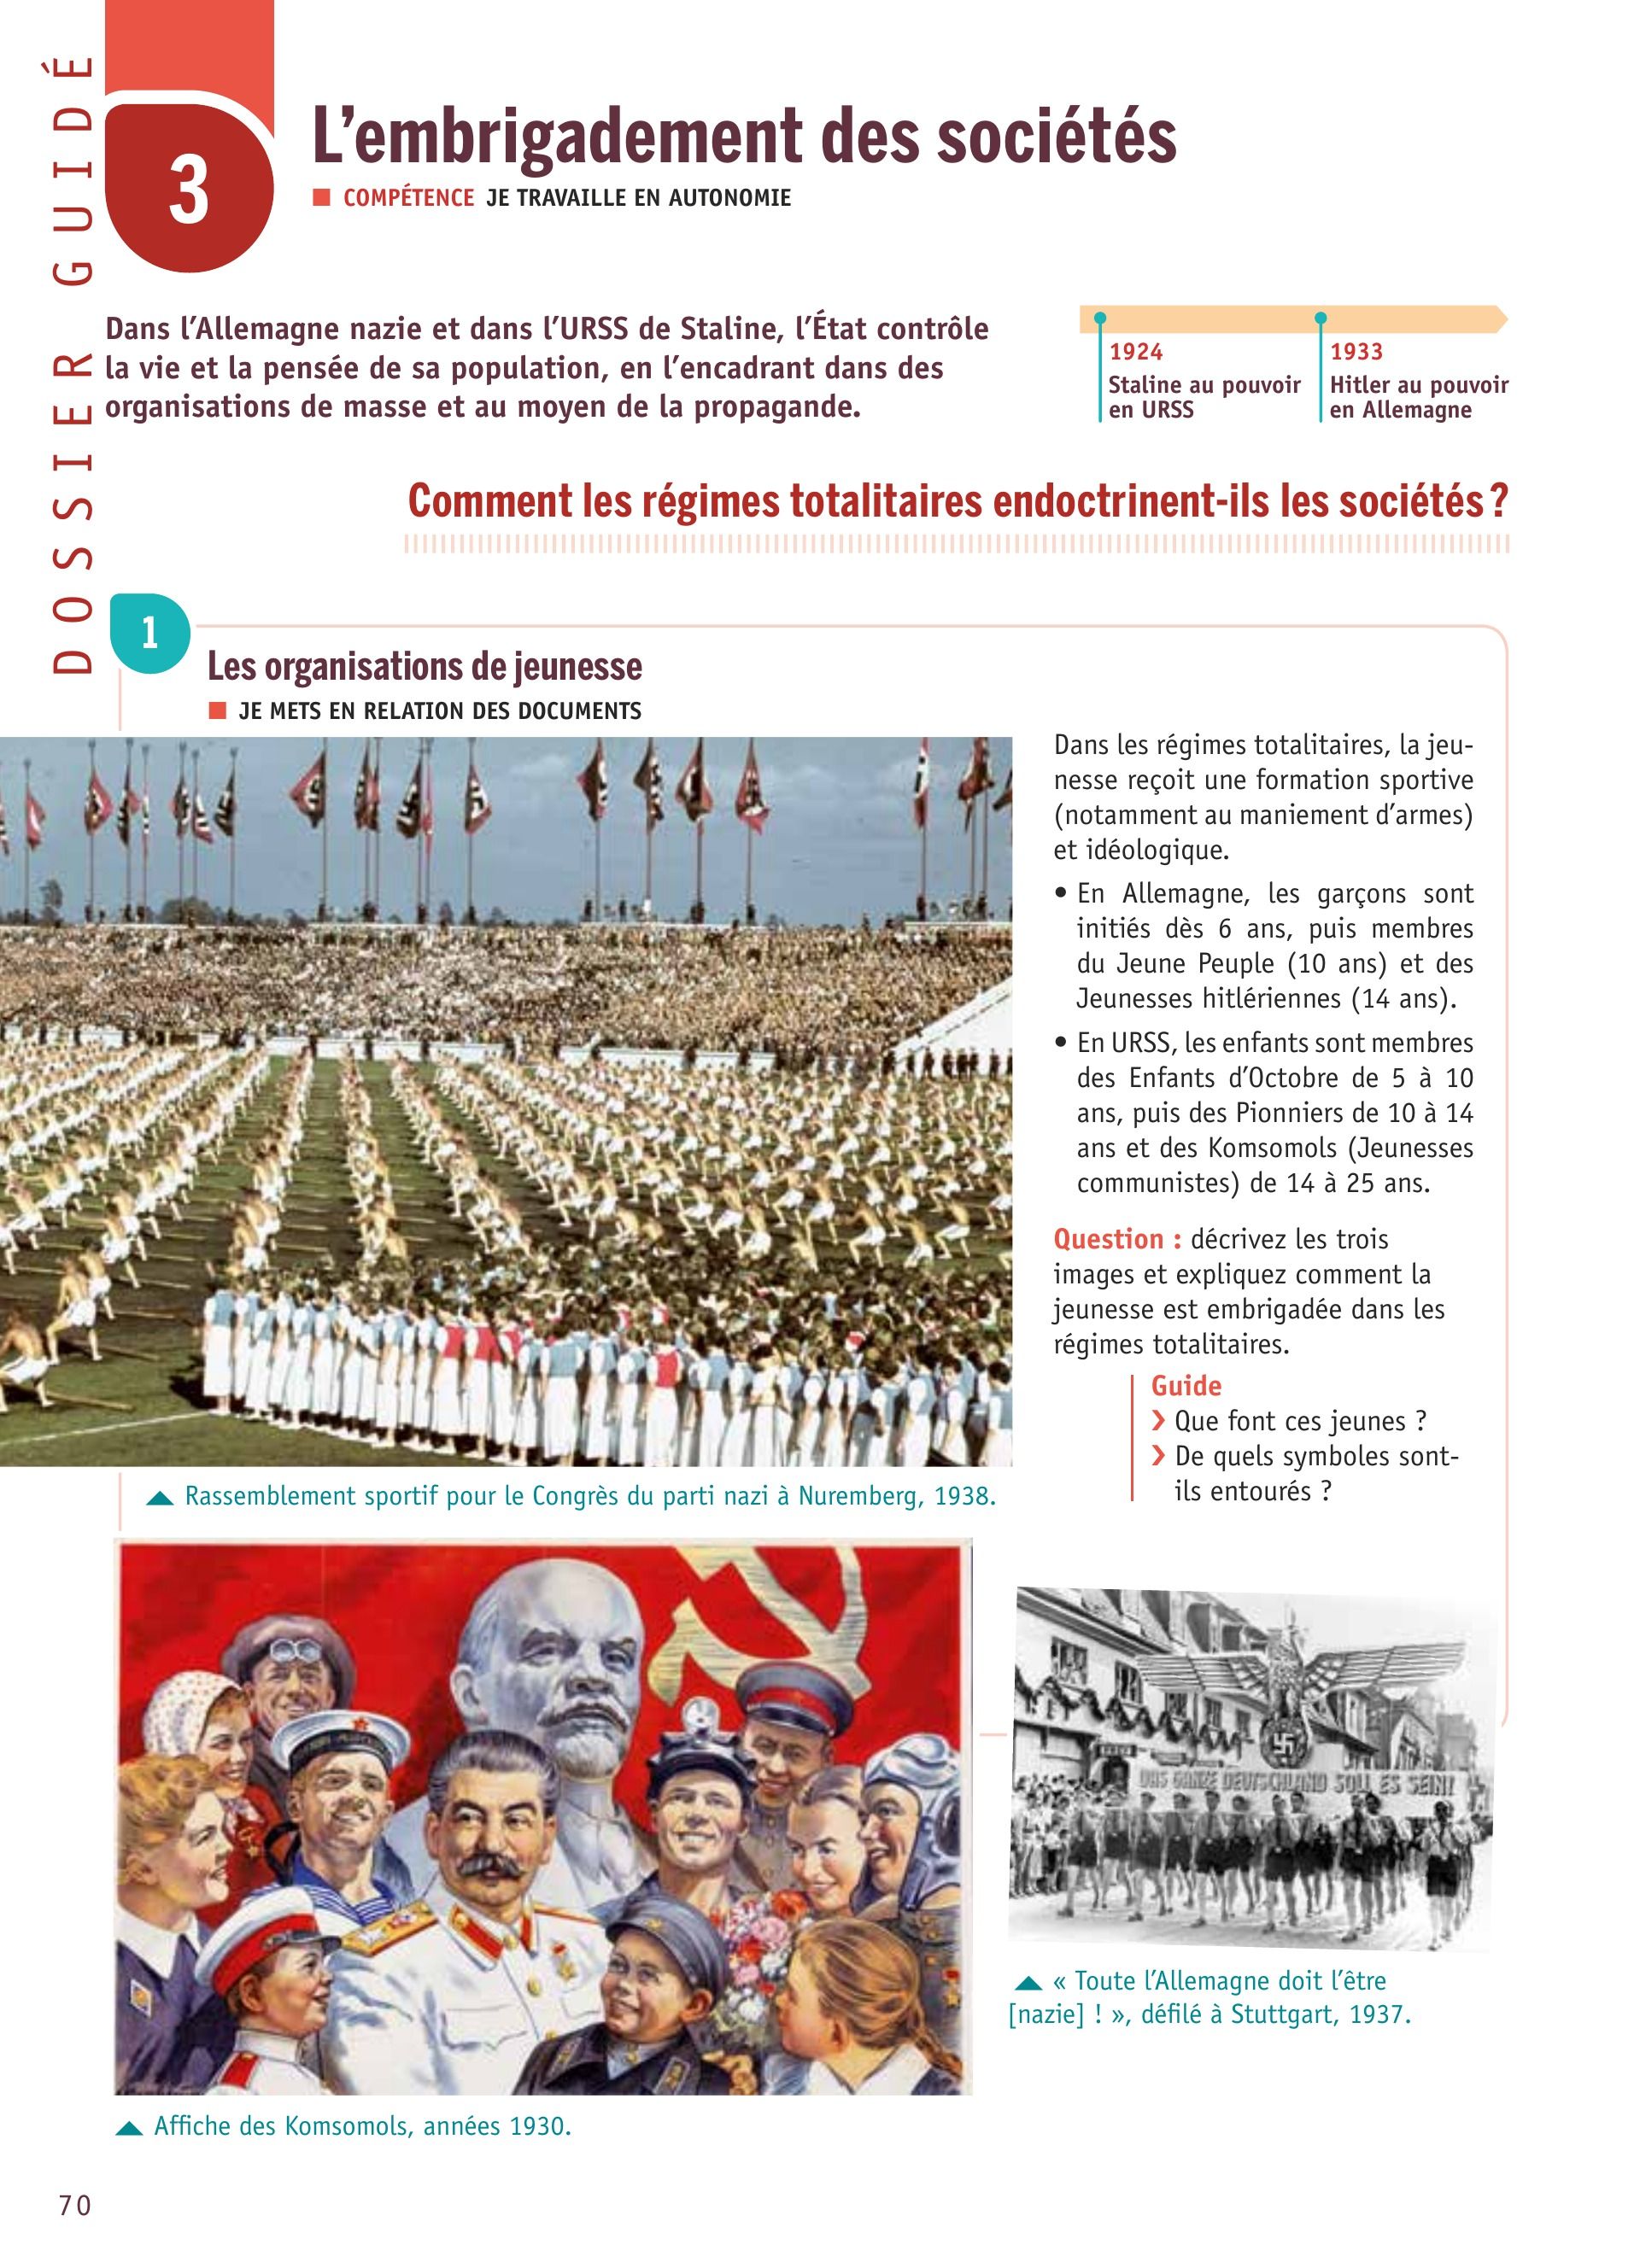 DOSSIER GUIDÉ
3
L'embrigadement des sociétés
COMPÉTENCE JE TRAVAILLE EN AUTONOMIE
Dans l'Allemagne nazie et dans l'URSS de Staline, l'État contrôle
la vie et la pensée de sa population, en l'encadrant dans des
organisations de masse et au moyen de la propagande.
1924
Staline au pouvoir
en URSS
1933
Hitler au pouvoir
en Allemagne
Comment les régimes totalitaires endoctrinent-ils les sociétés ?
1
Les organisations de jeunesse
JE METS EN RELATION DES DOCUMENTS
Dans les régimes totalitaires, la jeu-
nesse reçoit une formation sportive
(notamment au maniement d'armes)
et idéologique.
• En Allemagne, les garçons sont
initiés dès 6 ans, puis membres
du Jeune Peuple (10 ans) et des
Jeunesses hitlériennes (14 ans).
• En URSS, les enfants sont membres
des Enfants d'Octobre de 5 à 10
ans, puis des Pionniers de 10 à 14
ans et des Komsomols (Jeunesses
communistes) de 14 à 25 ans.
Question : décrivez les trois
images et expliquez comment la
jeunesse est embrigadée dans les
régimes totalitaires.
Guide
› Que font ces jeunes ?
› De quels symboles sont-
ils entourés ?
▲ Rassemblement sportif pour le Congrès du parti nazi à Nuremberg, 1938.
DAS GANZE DEUTSCHLAND SOLL ES SEIN!
▲ « Toute l'Allemagne doit l'être
[nazie] ! », défilé à Stuttgart, 1937.
▲ Affiche des Komsomols, années 1930.
70